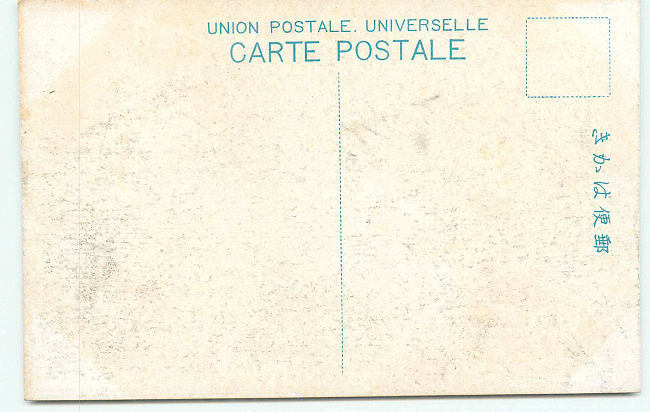 UNION POSTALE. UNIVERSELLE
CARTE POSTALE
郵便はかき